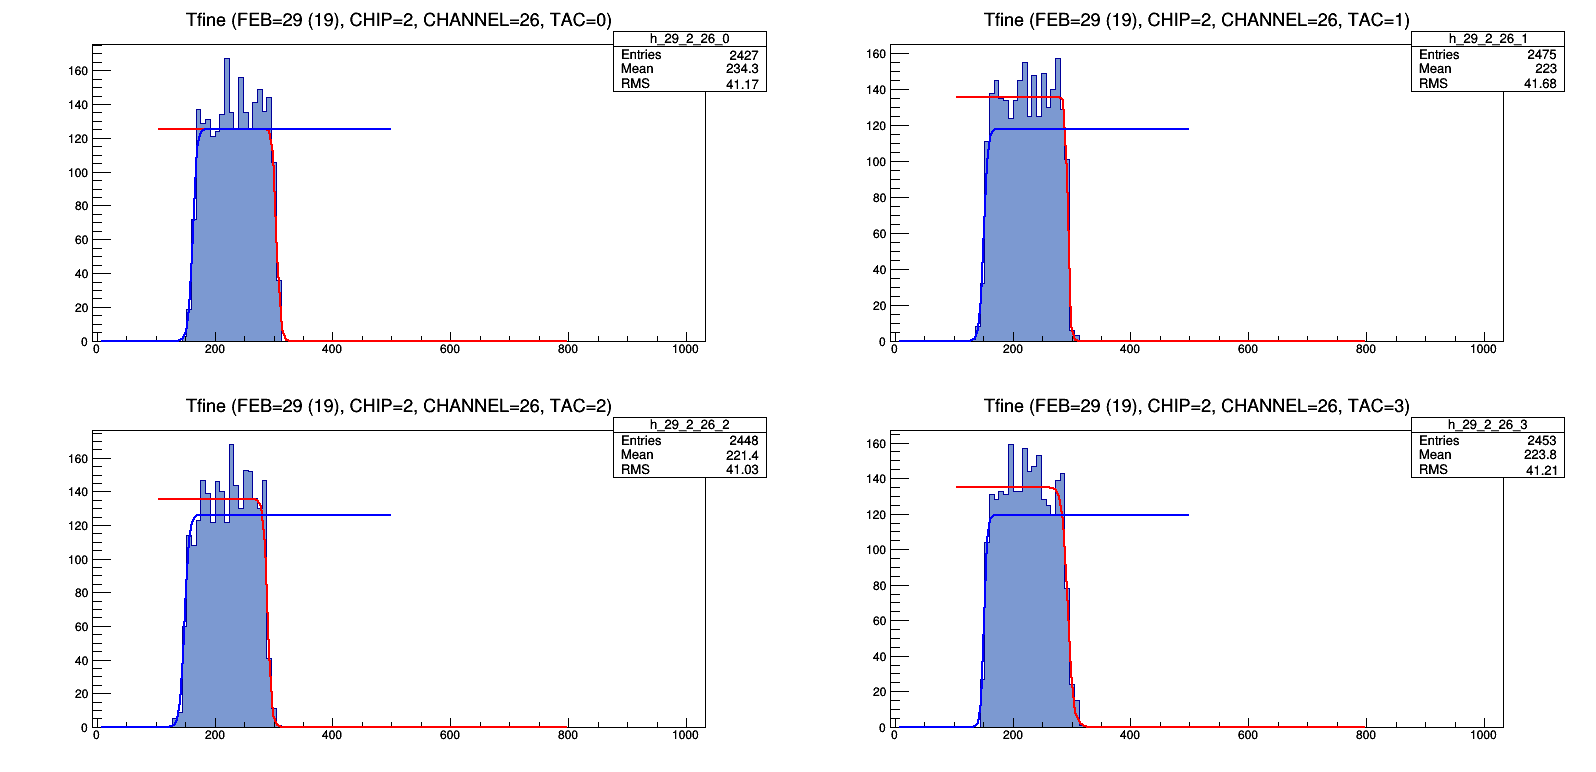 Tfine (FEB=29 (19), CHIP=2, CHANNEL=26, TAC=0)
h_29_2_26_0
Entries 2427
Mean 234.3
RMS 41.17
160
140
120
100
80
60
40
20
0
0 200 400 600 800 1000
Tfine (FEB=29 (19), CHIP=2, CHANNEL=26, TAC=1)
h_29_2_26_1
Entries 2475
Mean 223
RMS 41.68
160
140
120
100
80
60
40
20
0
0 200 400 600 800 1000
Tfine (FEB=29 (19), CHIP=2, CHANNEL=26, TAC=2)
h_29_2_26_2
Entries 2448
Mean 221.4
RMS 41.03
160
140
120
100
80
60
40
20
0
0 200 400 600 800 1000
Tfine (FEB=29 (19), CHIP=2, CHANNEL=26, TAC=3)
h_29_2_26_3
Entries 2453
Mean 223.8
RMS 41.21
160
140
120
100
80
60
40
20
0
0 200 400 600 800 1000